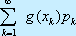 ∞
∑ g(x_k) p_k
k=1